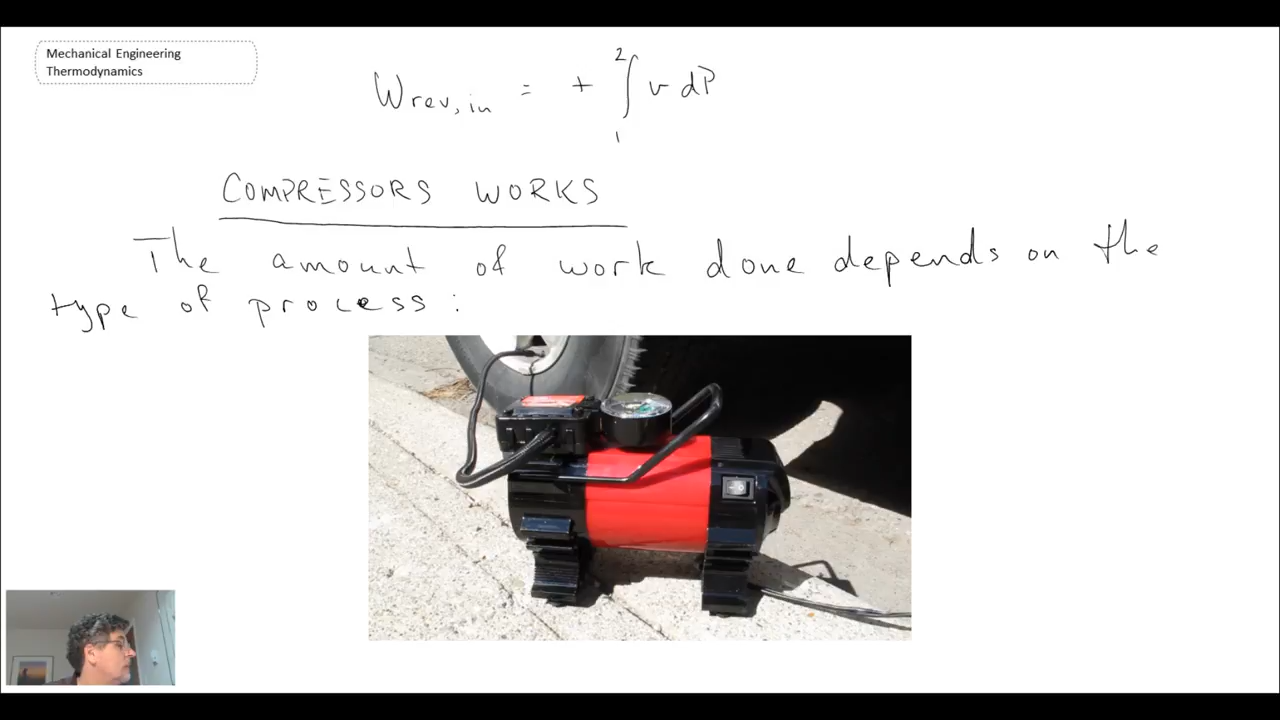 Mechanical Engineering
Thermodynamics
Wrev,in = + ∫₁² v dP
COMPRESSORS WORKS
The amount of work done depends on the
type of process: